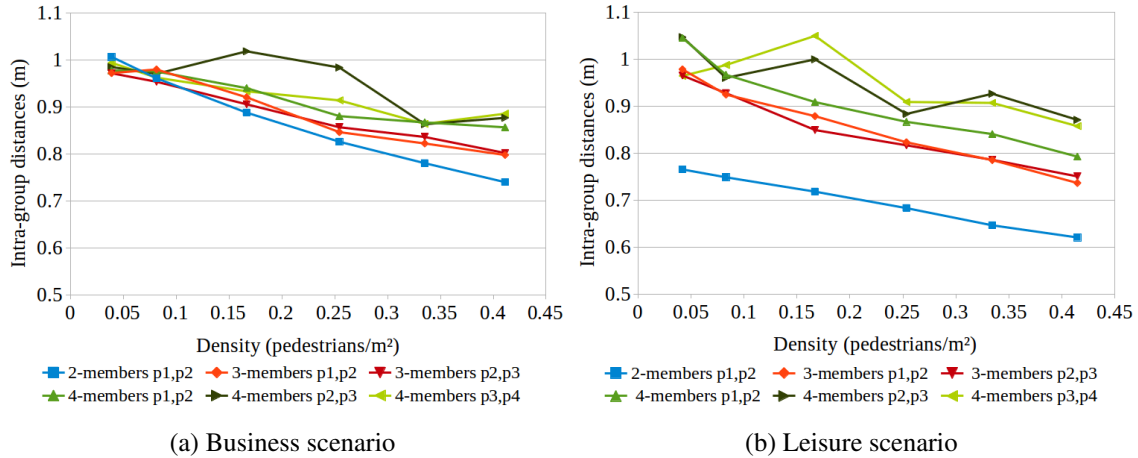 1.1
1
0.9
0.8
0.7
0.6
0.5
Intra-group distances (m)
0 0.05 0.1 0.15 0.2 0.25 0.3 0.35 0.4 0.45
Density (pedestrians/m²)
2-members p1,p2 3-members p1,p2 3-members p2,p3
4-members p1,p2 4-members p2,p3 4-members p3,p4
(a) Business scenario
1.1
1
0.9
0.8
0.7
0.6
0.5
Intra-group distances (m)
0 0.05 0.1 0.15 0.2 0.25 0.3 0.35 0.4 0.45
Density (pedestrians/m²)
2-members p1,p2 3-members p1,p2 3-members p2,p3
4-members p1,p2 4-members p2,p3 4-members p3,p4
(b) Leisure scenario